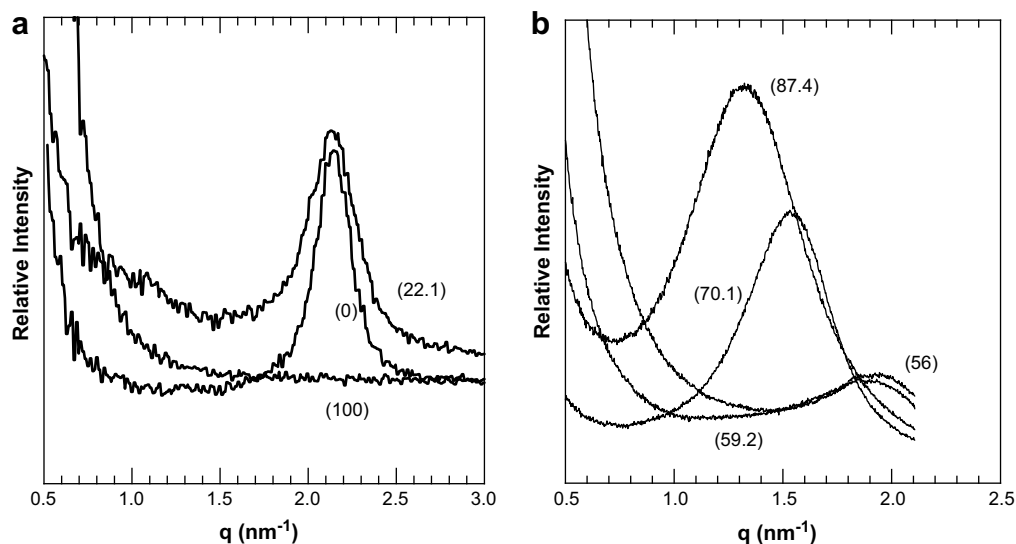 a
Relative Intensity
(22.1)
(0)
(100)
0.5 1.0 1.5 2.0 2.5 3.0
q (nm-1)
b
Relative Intensity
(87.4)
(70.1)
(56)
(59.2)
0.5 1.0 1.5 2.0 2.5
q (nm-1)